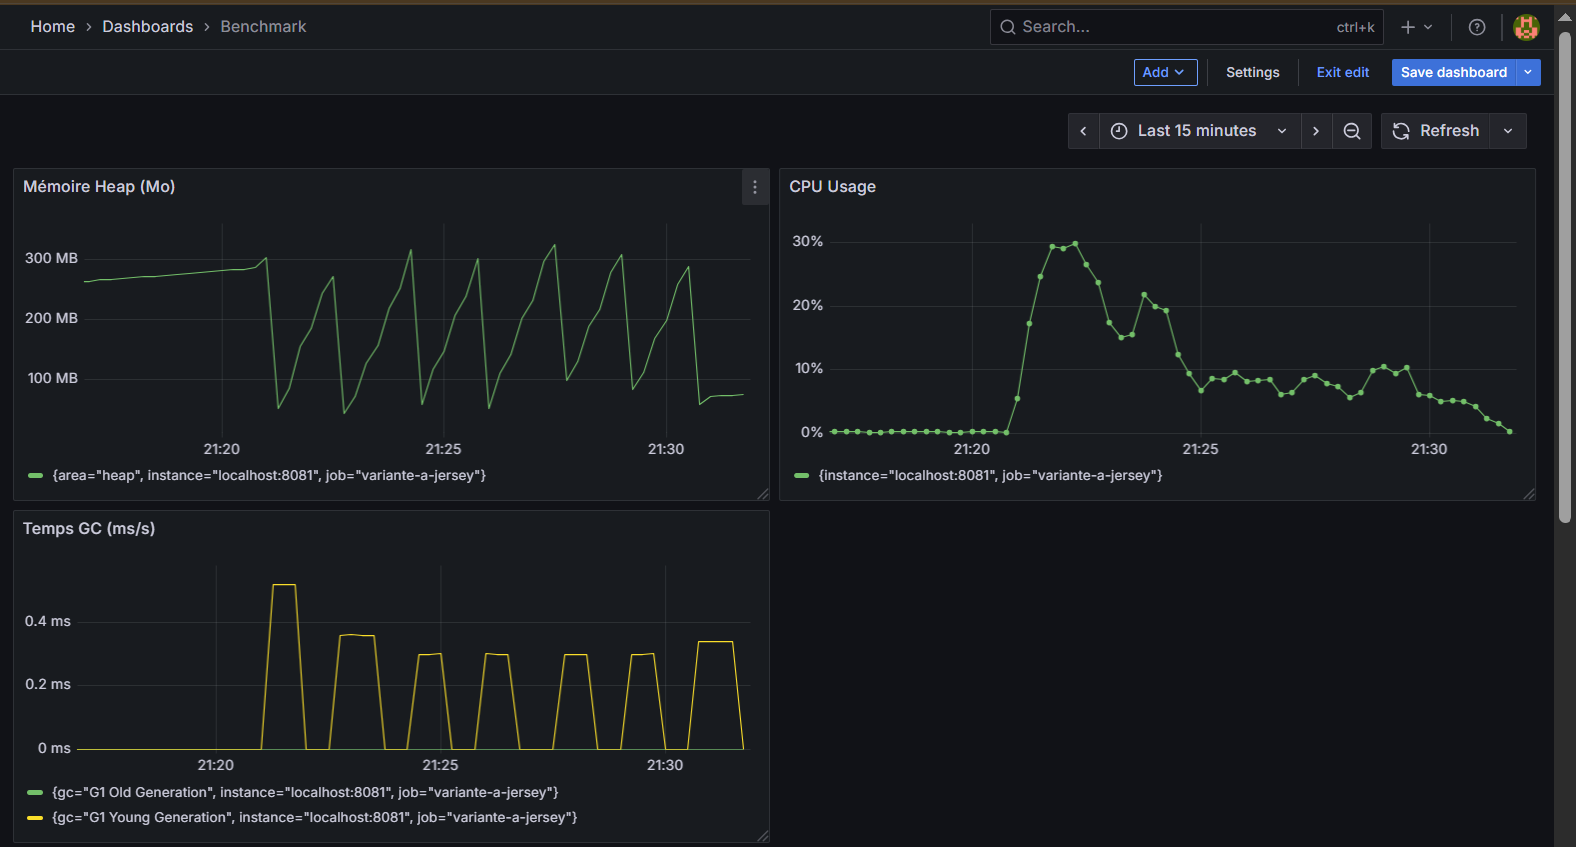 Home › Dashboards › Benchmark
Search... ctrl+k
Add Settings Exit edit Save dashboard
Last 15 minutes Refresh
Mémoire Heap (Mo)
300 MB
200 MB
100 MB
21:20 21:25 21:30
{area="heap", instance="localhost:8081", job="variante-a-jersey"}
CPU Usage
30%
20%
10%
0%
21:20 21:25 21:30
{instance="localhost:8081", job="variante-a-jersey"}
Temps GC (ms/s)
0.4 ms
0.2 ms
0 ms
21:20 21:25 21:30
{gc="G1 Old Generation", instance="localhost:8081", job="variante-a-jersey"}
{gc="G1 Young Generation", instance="localhost:8081", job="variante-a-jersey"}